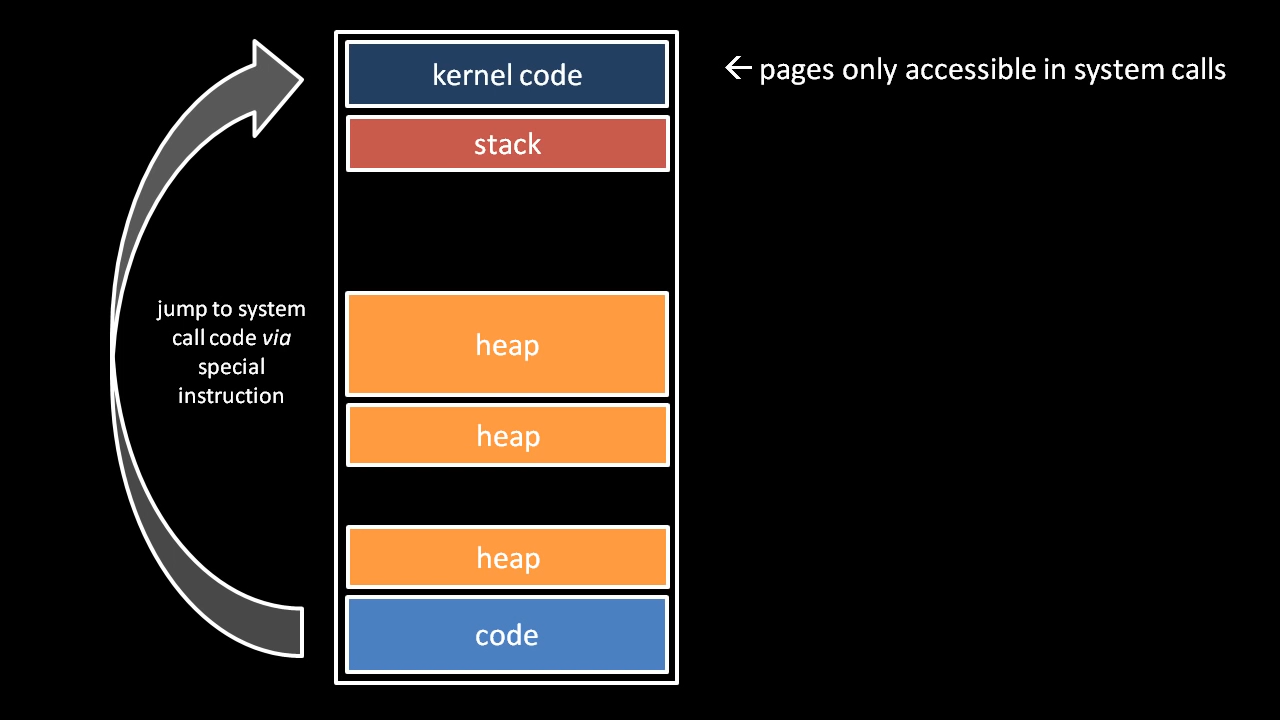 kernel code
← pages only accessible in system calls
stack
jump to system
call code via
special
instruction
heap
heap
heap
code